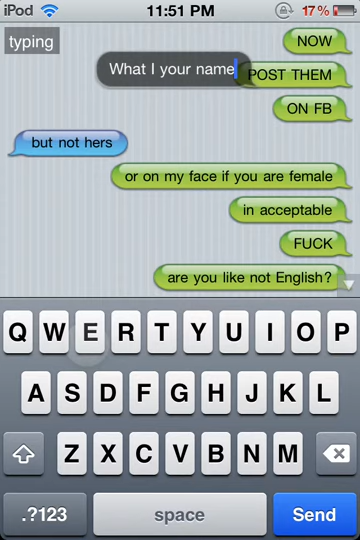 iPod 11:51 PM 17%
typing
NOW
What I your name
POST THEM
ON FB
but not hers
or on my face if you are female
in acceptable
FUCK
are you like not English?
Q W E R T Y U I O P
A S D F G H J K L
Z X C V B N M
.?123 space Send